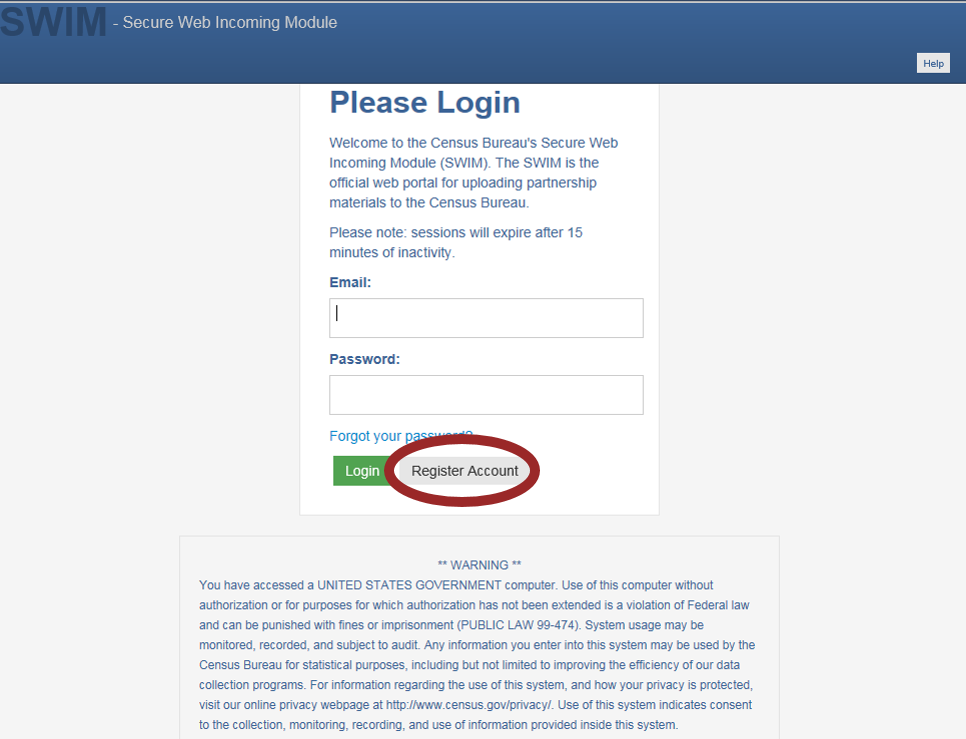 SWIM - Secure Web Incoming Module
Help
Please Login
Welcome to the Census Bureau's Secure Web
Incoming Module (SWIM). The SWIM is the
official web portal for uploading partnership
materials to the Census Bureau.
Please note: sessions will expire after 15
minutes of inactivity.
Email:
Password:
Forgot your password?
Login Register Account
** WARNING **
You have accessed a UNITED STATES GOVERNMENT computer. Use of this computer without
authorization or for purposes for which authorization has not been extended is a violation of Federal law
and can be punished with fines or imprisonment (PUBLIC LAW 99-474). System usage may be
monitored, recorded, and subject to audit. Any information you enter into this system may be used by the
Census Bureau for statistical purposes, including but not limited to improving the efficiency of our data
collection programs. For information regarding the use of this system, and how your privacy is protected,
visit our online privacy webpage at http://www.census.gov/privacy/. Use of this system indicates consent
to the collection, monitoring, recording, and use of information provided inside this system.